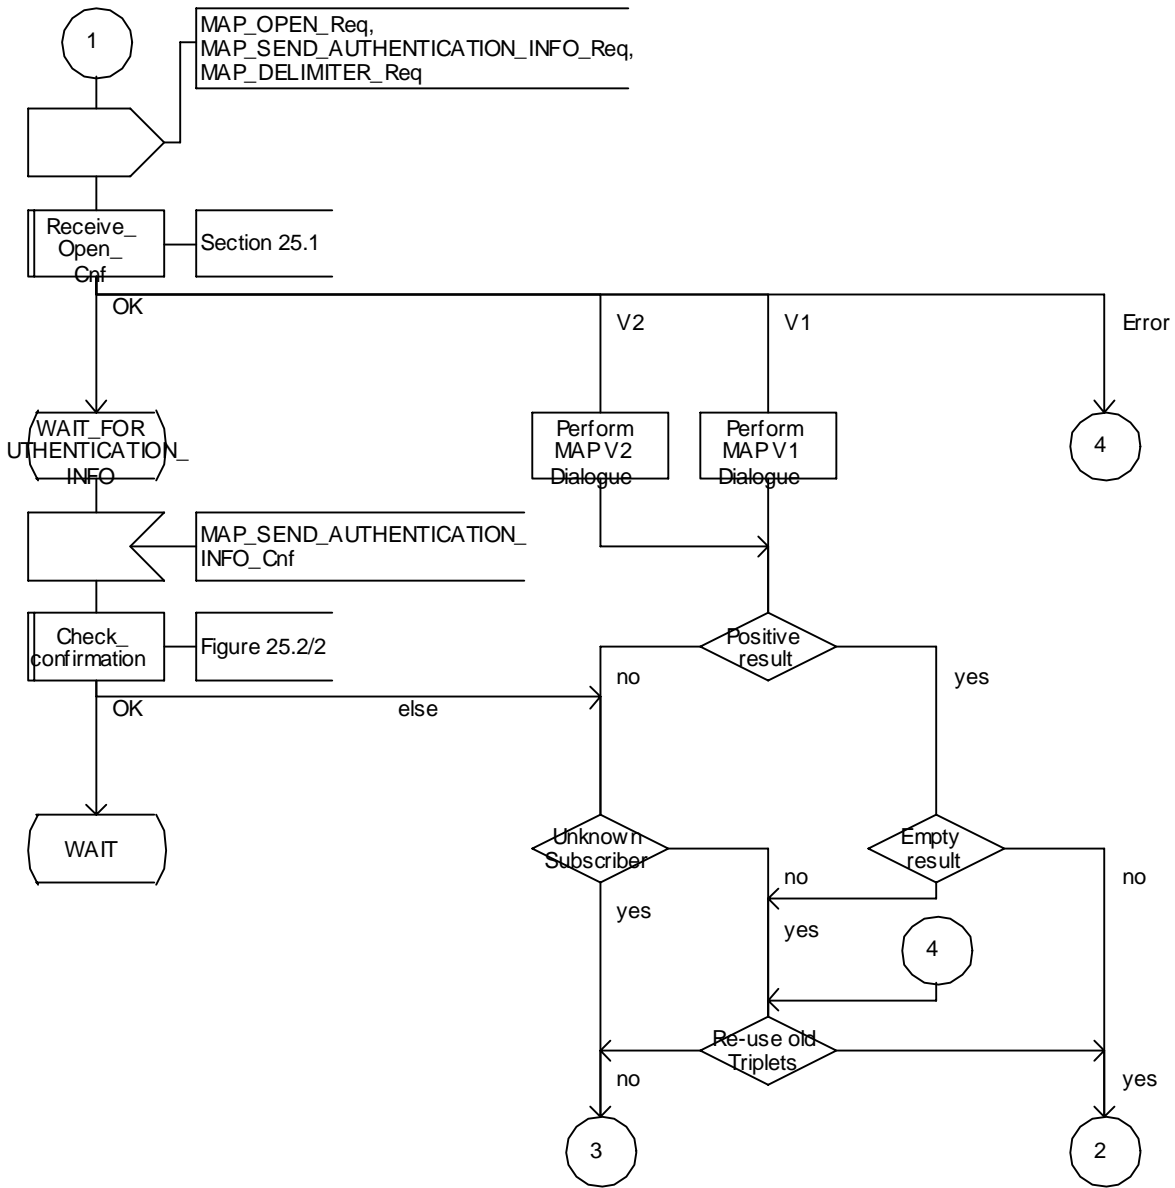 1
MAP_OPEN_Req,
MAP_SEND_AUTHENTICATION_INFO_Req,
MAP_DELIMITER_Req
Receive_
Open_
Cnf
Section 25.1
OK
V2
V1
Error
WAIT_FOR
UTHENTICATION_
INFO
Perform
MAP V2
Dialogue
Perform
MAP V1
Dialogue
4
MAP_SEND_AUTHENTICATION_
INFO_Cnf
Check_
confirmation
Figure 25.2/2
Positive
result
no
yes
OK
else
WAIT
Unknown
Subscriber
Empty
result
no
no
yes
yes
4
Re-use old
Triplets
no
yes
3
2